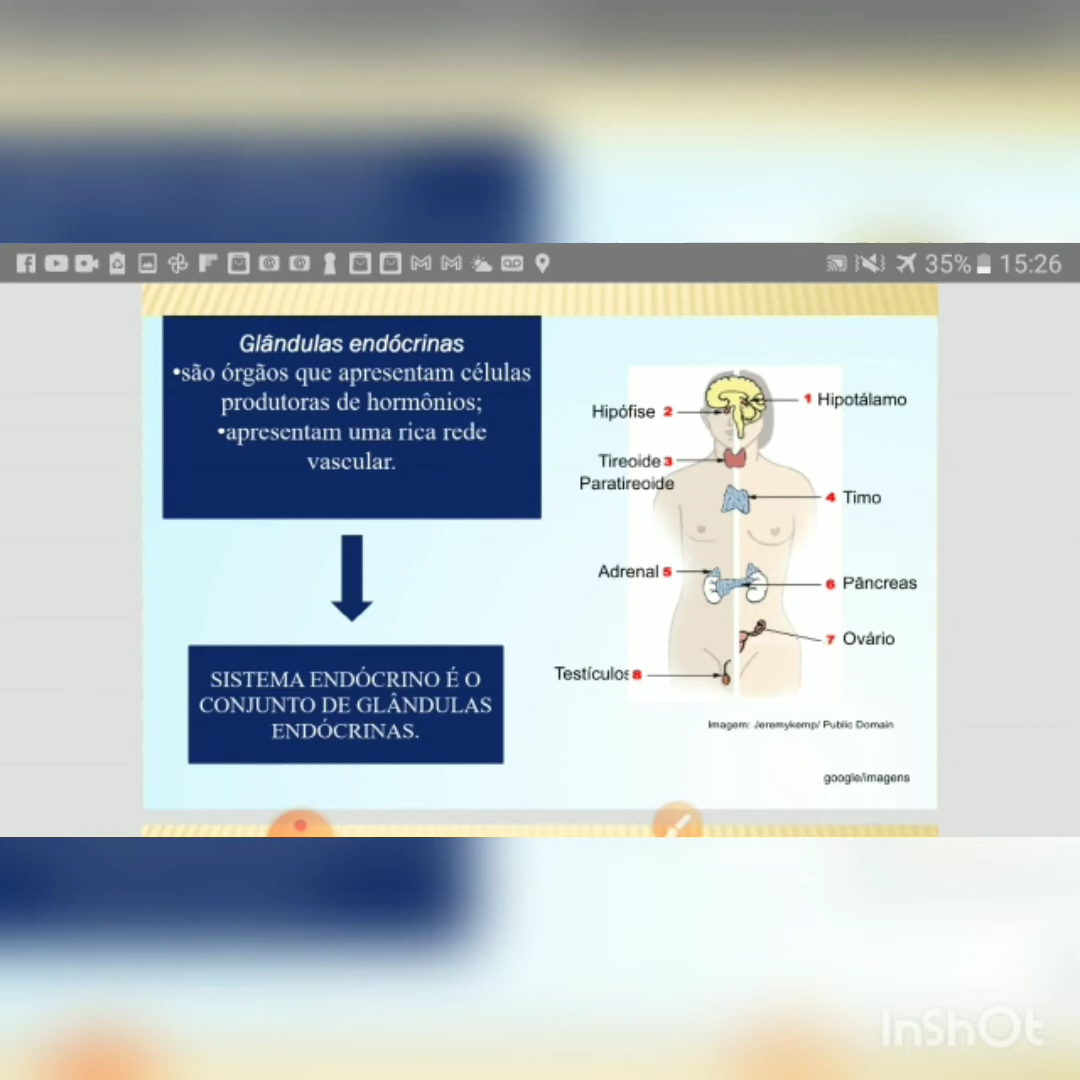 35% 15:26
Glândulas endócrinas
•são órgãos que apresentam células
produtoras de hormônios;
•apresentam uma rica rede
vascular.
SISTEMA ENDÓCRINO É O
CONJUNTO DE GLÂNDULAS
ENDÓCRINAS.
1 Hipotálamo
Hipófise 2
Tireoide 3
Paratireoide
4 Timo
Adrenal 5
6 Pâncreas
7 Ovário
Testículos 8
Imagem: Jeremykemp/ Public Domain
google/imagens
InShOt